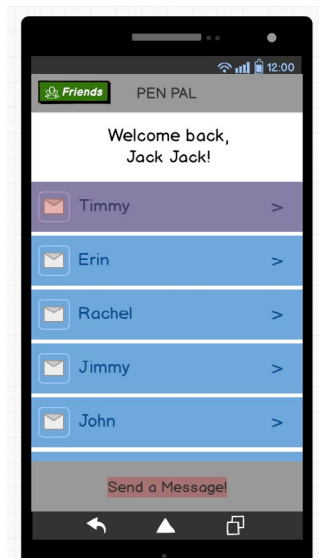 12:00
Friends
PEN PAL
Welcome back,
Jack Jack!
Timmy >
Erin >
Rachel >
Jimmy >
John >
Send a Message!